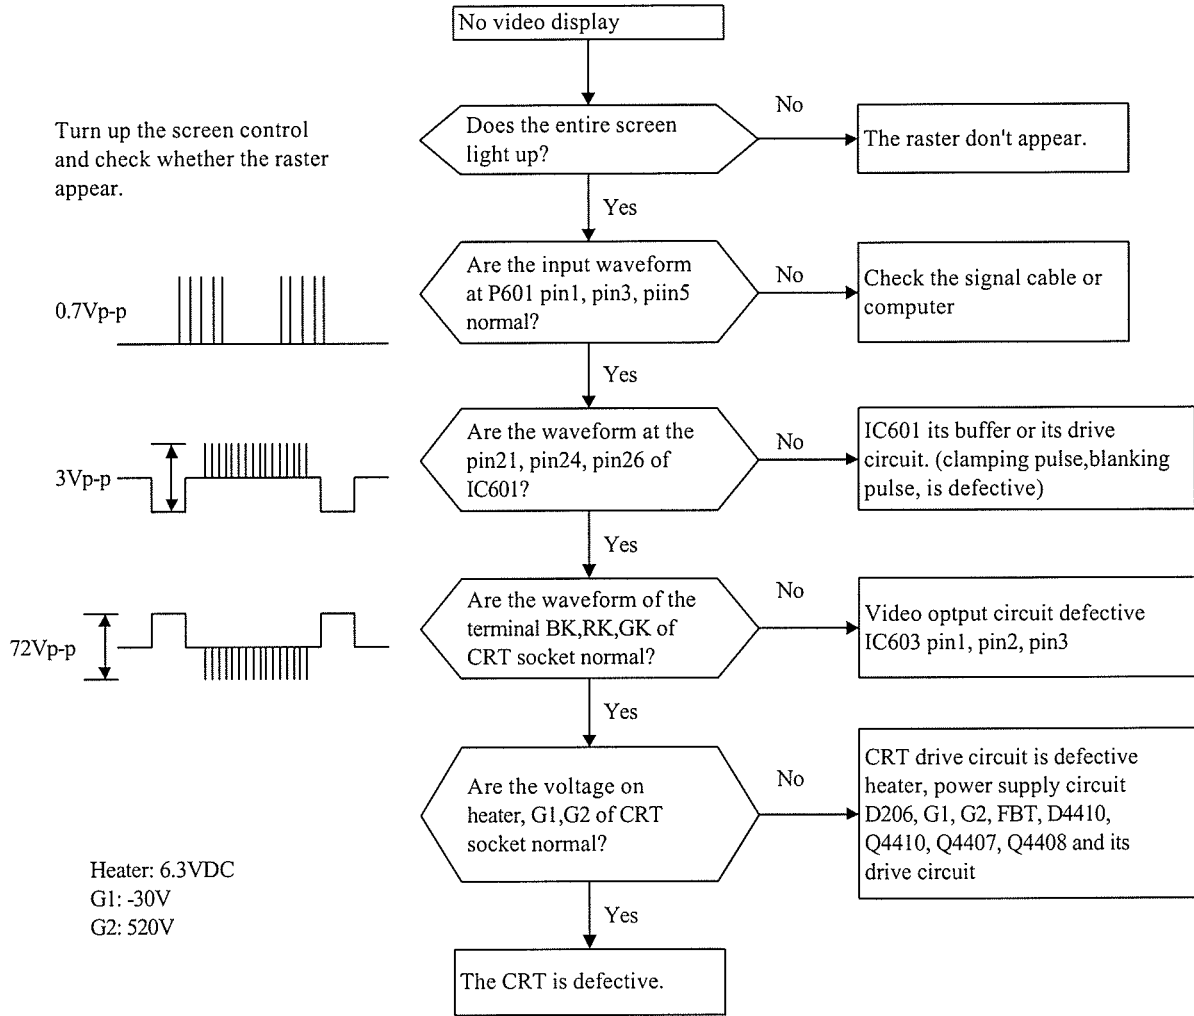 No video display
Turn up the screen control
and check whether the raster
appear.
Does the entire screen
light up?
No
The raster don't appear.
Yes
0.7Vp-p
Are the input waveform
at P601 pin1, pin3, piin5
normal?
No
Check the signal cable or
computer
Yes
3Vp-p
Are the waveform at the
pin21, pin24, pin26 of
IC601?
No
IC601 its buffer or its drive
circuit. (clamping pulse,blanking
pulse, is defective)
Yes
72Vp-p
Are the waveform of the
terminal BK,RK,GK of
CRT socket normal?
No
Video optput circuit defective
IC603 pin1, pin2, pin3
Yes
Are the voltage on
heater, G1,G2 of CRT
socket normal?
No
CRT drive circuit is defective
heater, power supply circuit
D206, G1, G2, FBT, D4410,
Q4410, Q4407, Q4408 and its
drive circuit
Heater: 6.3VDC
G1: -30V
G2: 520V
Yes
The CRT is defective.